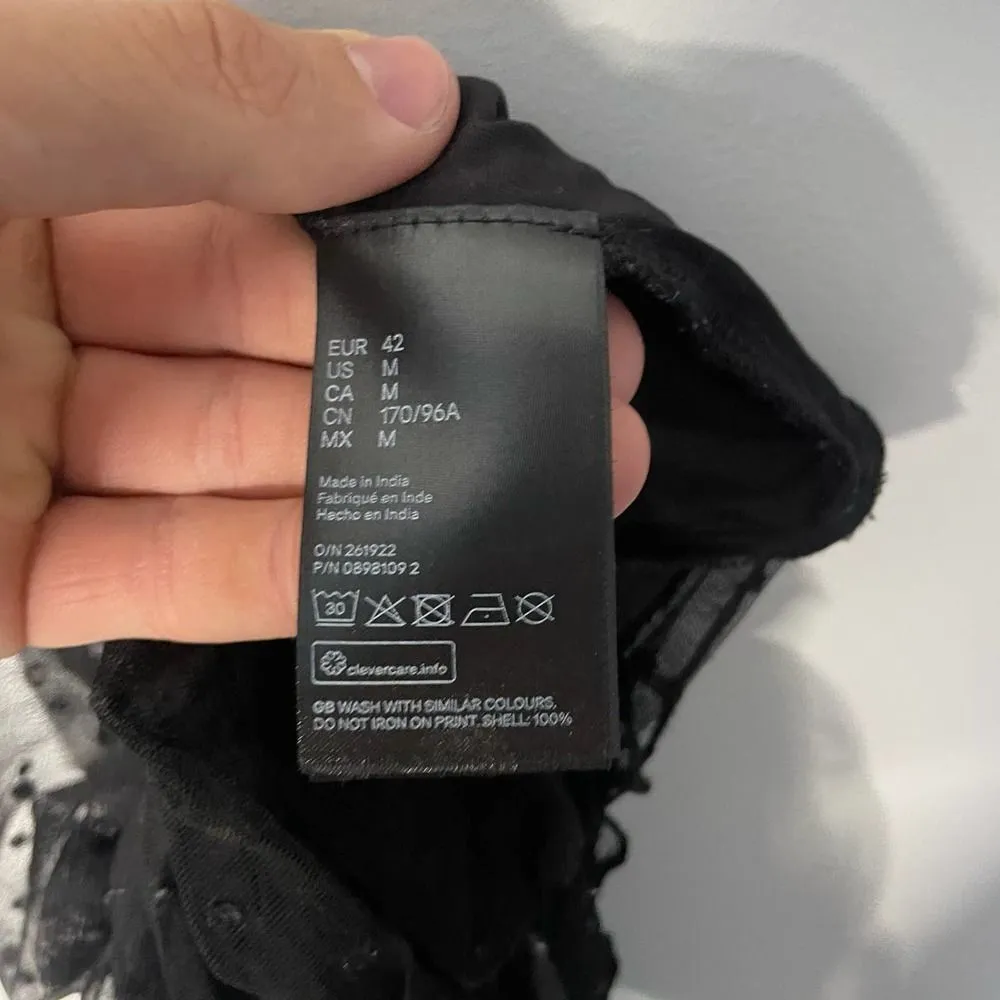 EUR 42
US M
CA M
CN 170/96A
MX M
Made in India
Fabriqué en Inde
Hecho en India
O/N 261922
P/N 0898109 2
30
clevercare.info
GB WASH WITH SIMILAR COLOURS,
DO NOT IRON ON PRINT. SHELL: 100%